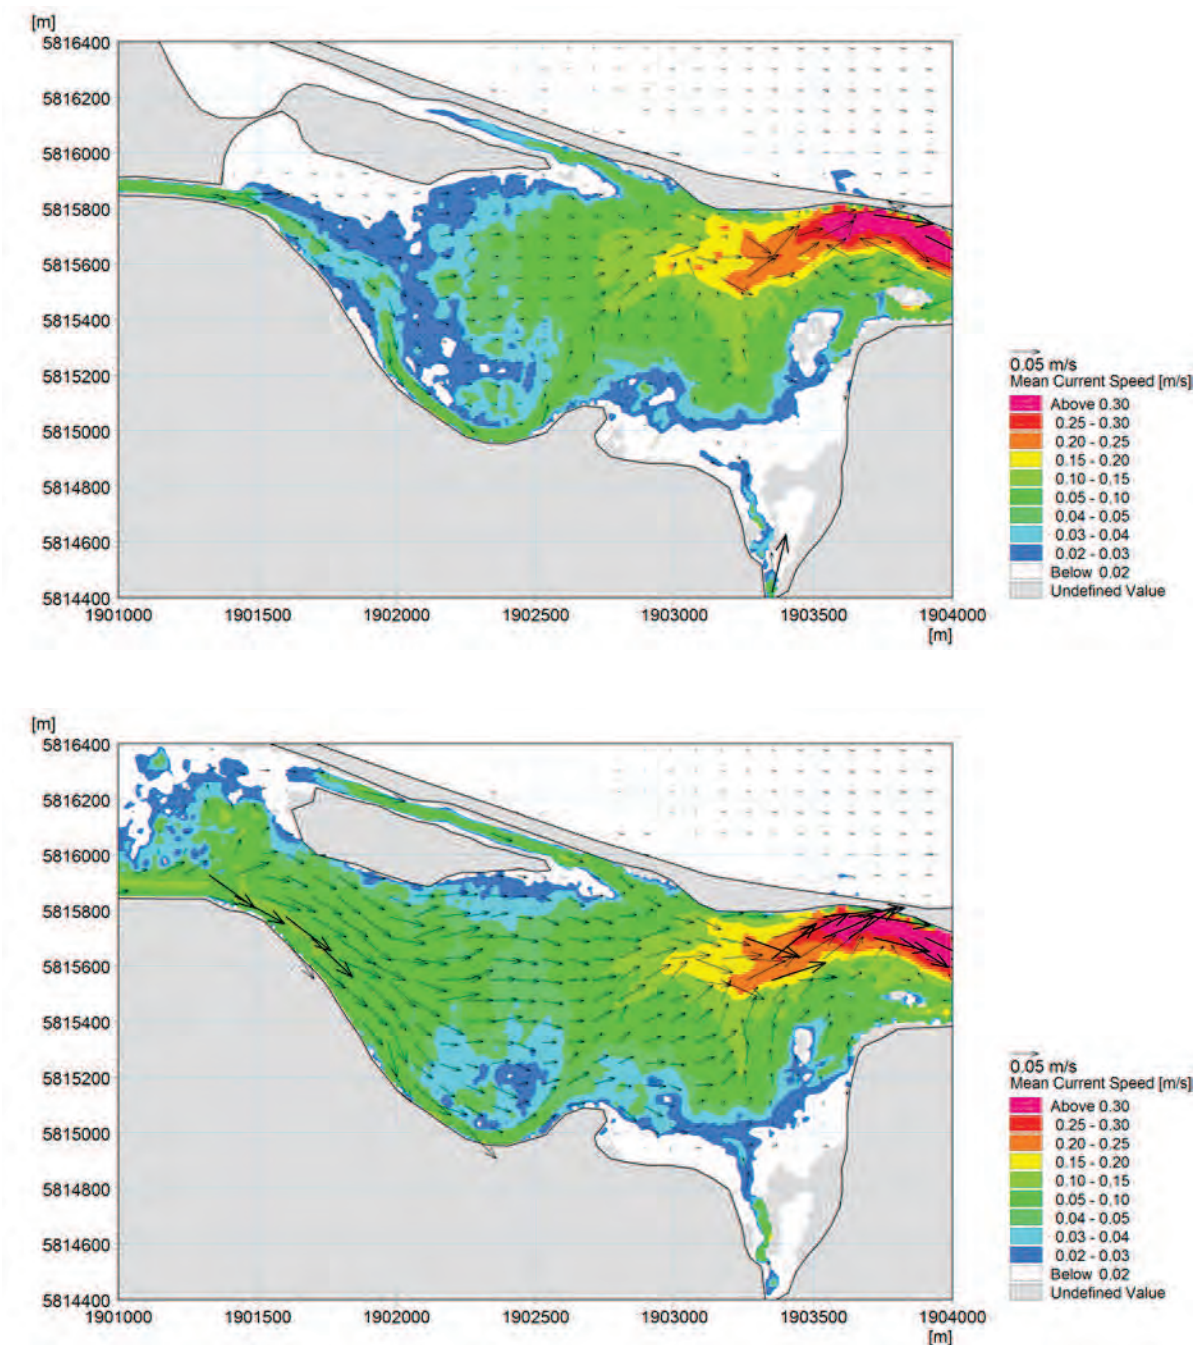 [m]
5816400
5816200
5816000
5815800
5815600
5815400
5815200
5815000
5814800
5814600
5814400
1901000 1901500 1902000 1902500 1903000 1903500 1904000
[m]
0.05 m/s
Mean Current Speed [m/s]
Above 0.30
0.25 - 0.30
0.20 - 0.25
0.15 - 0.20
0.10 - 0.15
0.05 - 0.10
0.04 - 0.05
0.03 - 0.04
0.02 - 0.03
Below 0.02
Undefined Value
[m]
5816400
5816200
5816000
5815800
5815600
5815400
5815200
5815000
5814800
5814600
5814400
1901000 1901500 1902000 1902500 1903000 1903500 1904000
[m]
0.05 m/s
Mean Current Speed [m/s]
Above 0.30
0.25 - 0.30
0.20 - 0.25
0.15 - 0.20
0.10 - 0.15
0.05 - 0.10
0.04 - 0.05
0.03 - 0.04
0.02 - 0.03
Below 0.02
Undefined Value